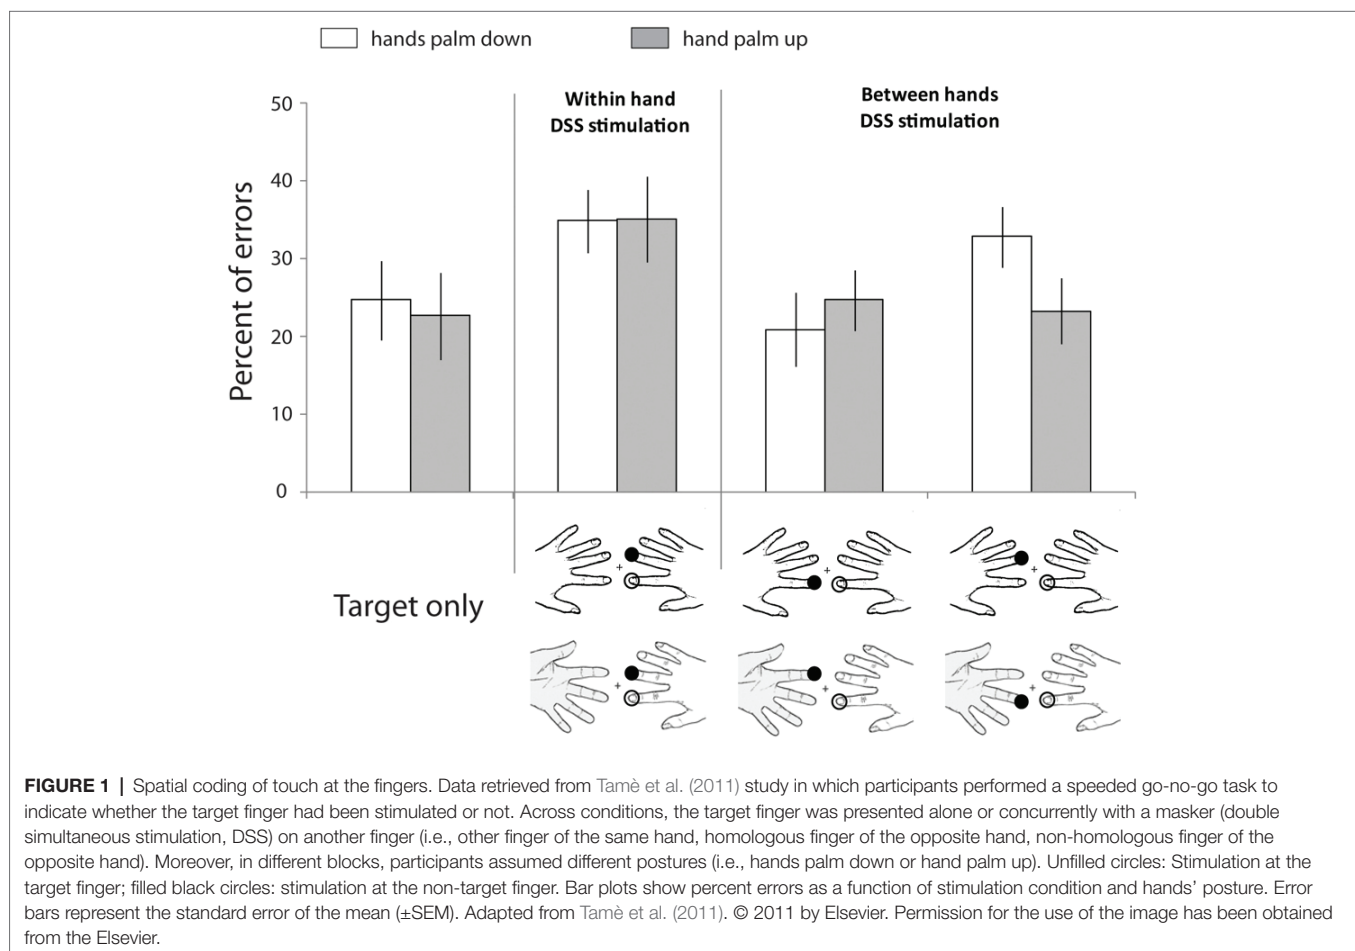 hands palm down
hand palm up
Within hand
DSS stimulation
Between hands
DSS stimulation
Percent of errors
50
40
30
20
10
0
Target only
+
+
+
+
+
+
FIGURE 1 | Spatial coding of touch at the fingers. Data retrieved from Tamè et al. (2011) study in which participants performed a speeded go-no-go task to
indicate whether the target finger had been stimulated or not. Across conditions, the target finger was presented alone or concurrently with a masker (double
simultaneous stimulation, DSS) on another finger (i.e., other finger of the same hand, homologous finger of the opposite hand, non-homologous finger of the
opposite hand). Moreover, in different blocks, participants assumed different postures (i.e., hands palm down or hand palm up). Unfilled circles: Stimulation at the
target finger; filled black circles: stimulation at the non-target finger. Bar plots show percent errors as a function of stimulation condition and hands' posture. Error
bars represent the standard error of the mean (±SEM). Adapted from Tamè et al. (2011). © 2011 by Elsevier. Permission for the use of the image has been obtained
from the Elsevier.